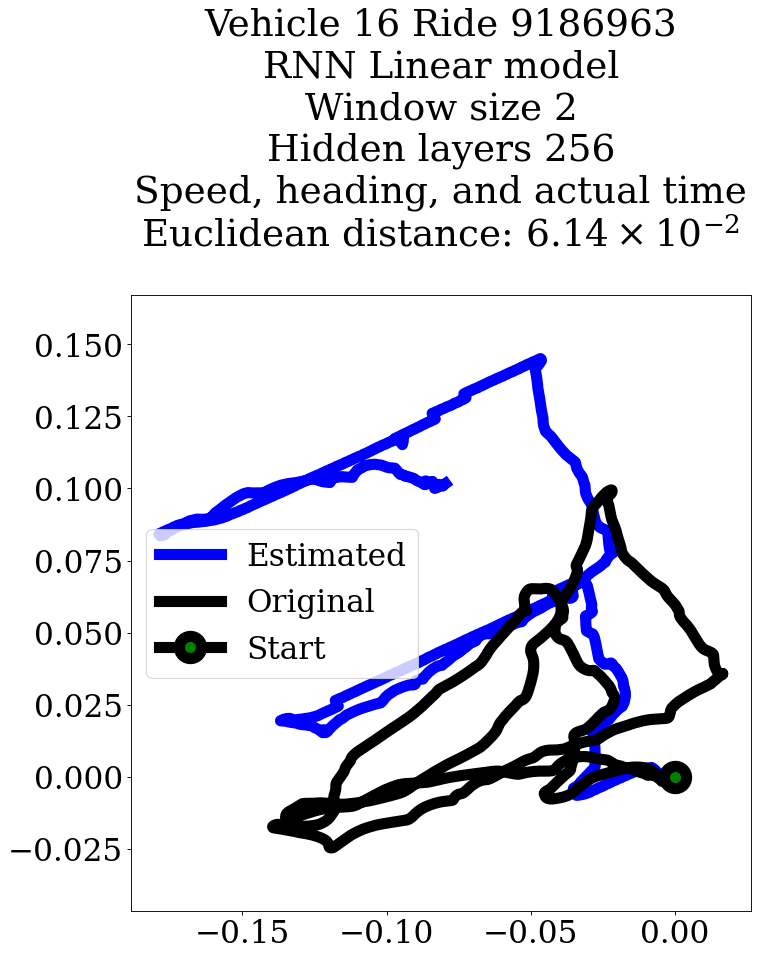 Vehicle 16 Ride 9186963
RNN Linear model
Window size 2
Hidden layers 256
Speed, heading, and actual time
Euclidean distance: $6.14 \times 10^{-2}$
0.150
0.125
0.100
0.075
0.050
0.025
0.000
−0.025
Estimated
Original
Start
−0.15
−0.10
−0.05
0.00